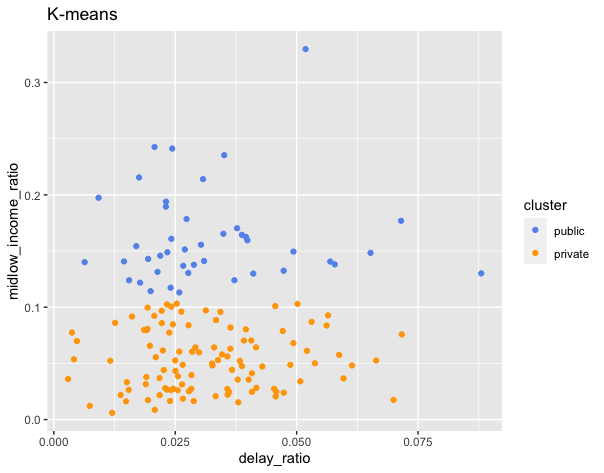 K-means
0.3
0.2
0.1
0.0
midlow_income_ratio
0.000
0.025
0.050
0.075
delay_ratio
cluster
public
private